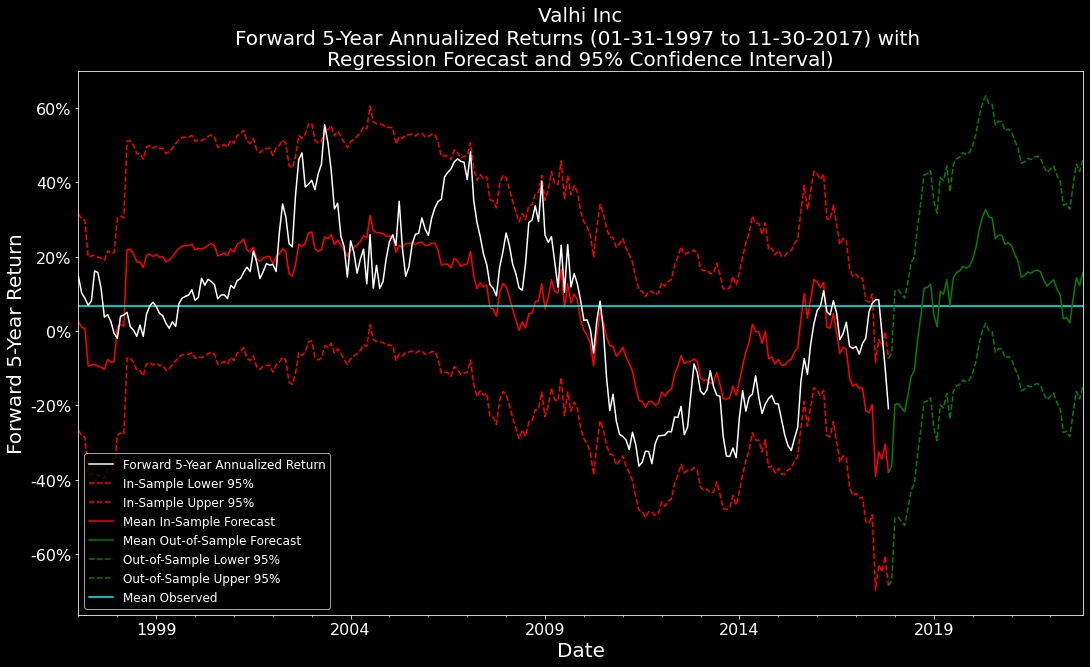 Valhi Inc
Forward 5-Year Annualized Returns (01-31-1997 to 11-30-2017) with
Regression Forecast and 95% Confidence Interval)
Forward 5-Year Return
60%
40%
20%
0%
-20%
-40%
-60%
Forward 5-Year Annualized Return
In-Sample Lower 95%
In-Sample Upper 95%
Mean In-Sample Forecast
Mean Out-of-Sample Forecast
Out-of-Sample Lower 95%
Out-of-Sample Upper 95%
Mean Observed
1999
2004
2009
2014
2019
Date